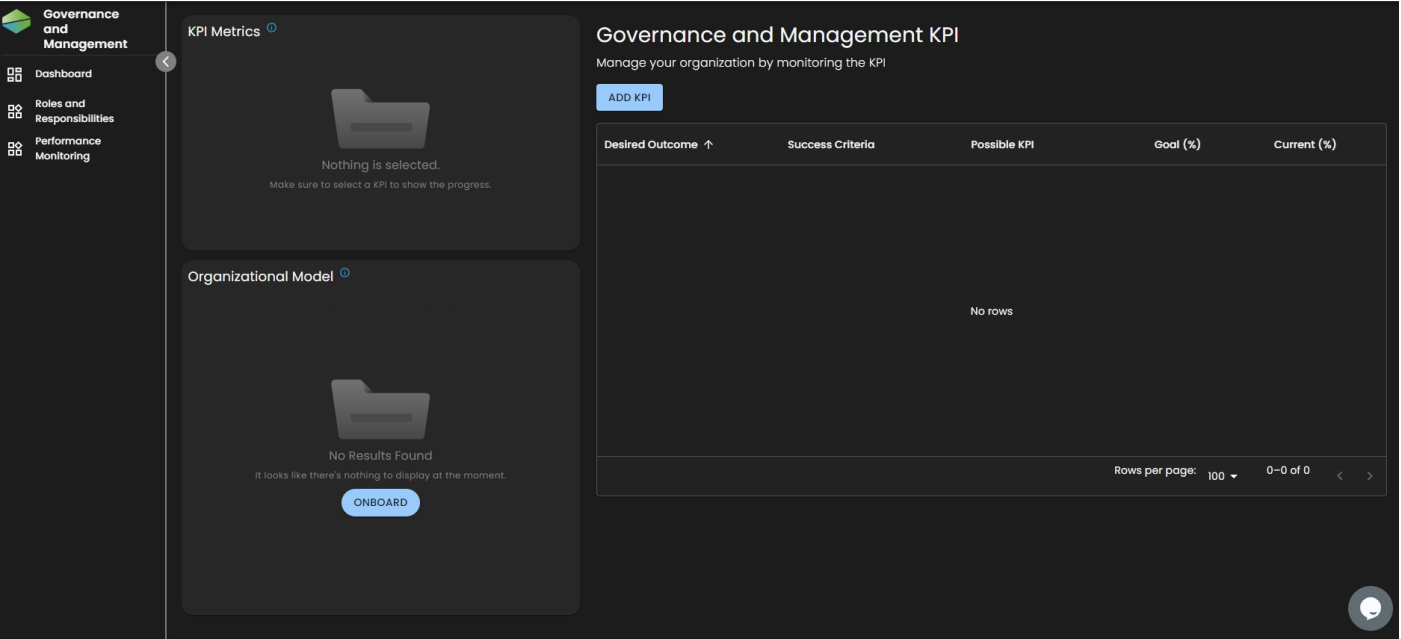 Governance
and
Management
Dashboard
Roles and
Responsibilities
Performance
Monitoring
KPI Metrics
Nothing is selected.
Make sure to select a KPI to show the progress.
Organizational Model
No Results Found
It looks like there's nothing to display at the moment.
ONBOARD
Governance and Management KPI
Manage your organization by monitoring the KPI
ADD KPI
Desired Outcome Success Criteria Possible KPI Goal (%) Current (%)
No rows
Rows per page: 100 0–0 of 0